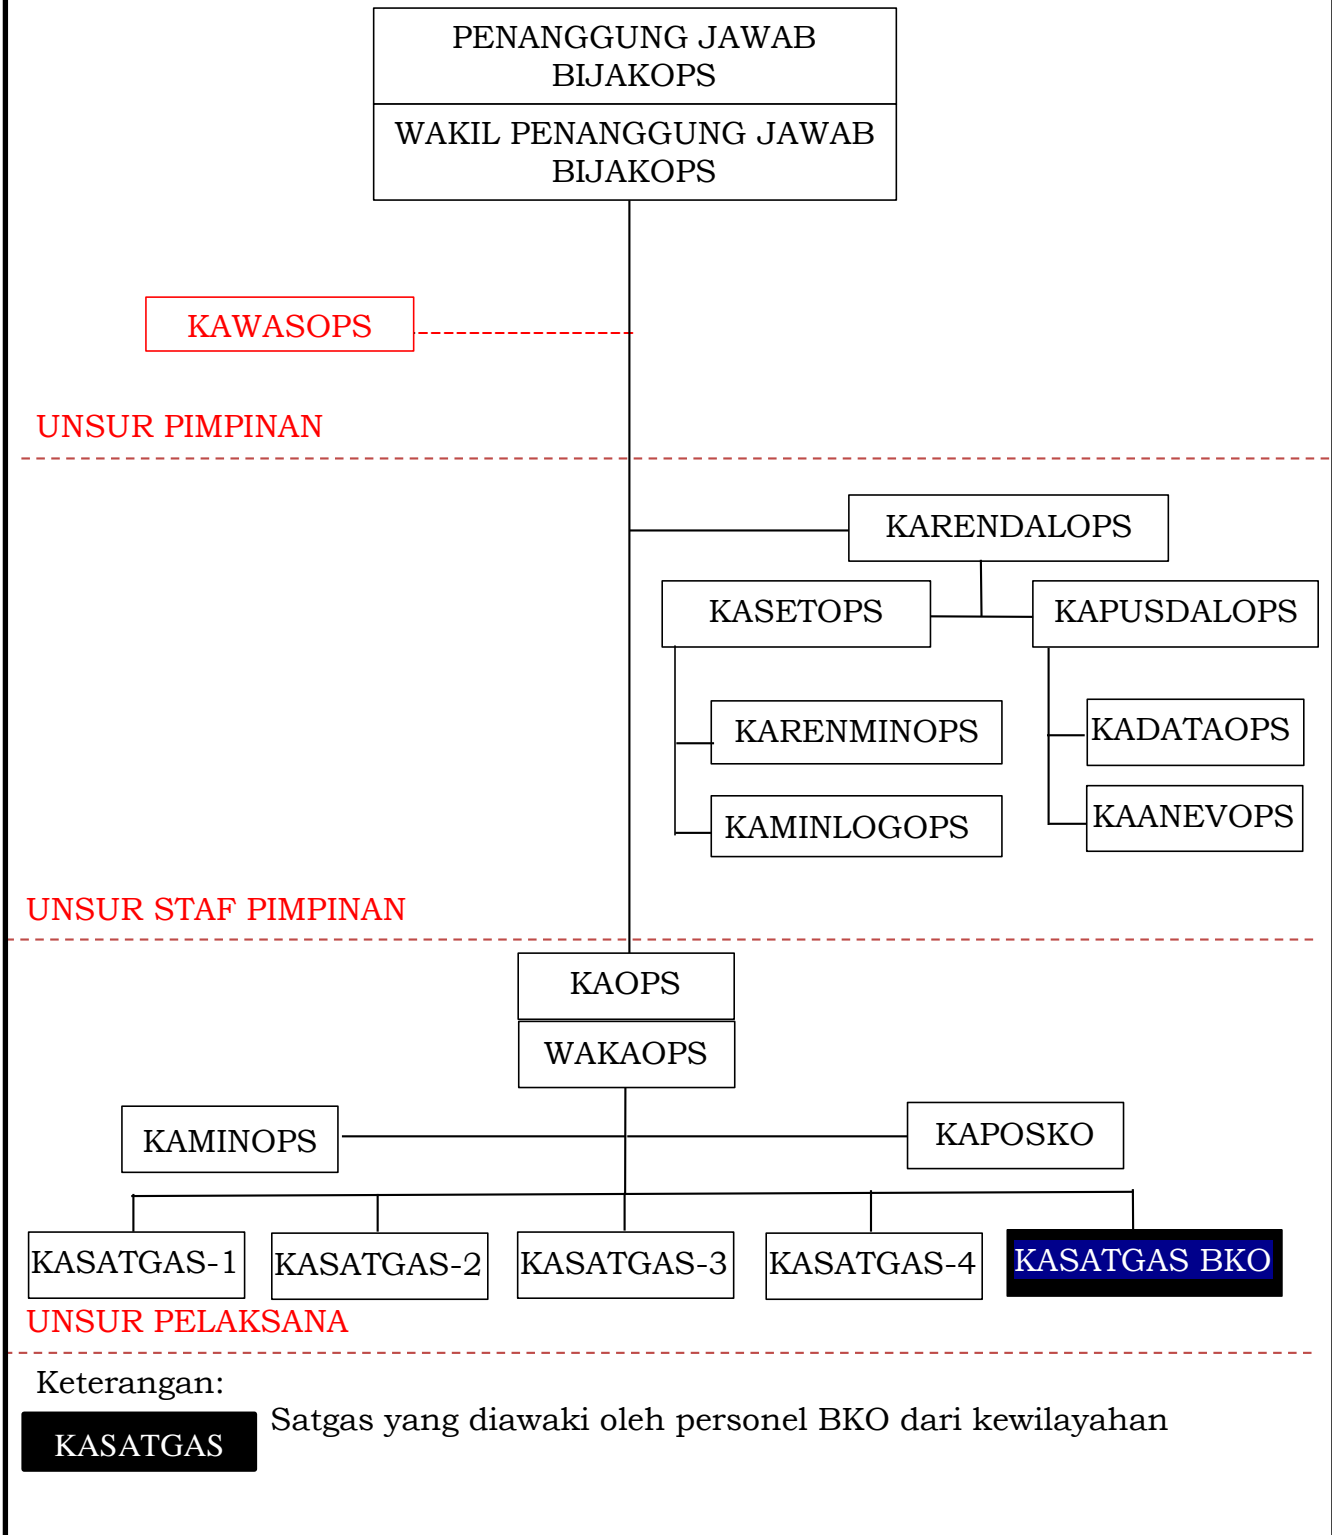 PENANGGUNG JAWAB
BIJAKOPS
WAKIL PENANGGUNG JAWAB
BIJAKOPS
KAWASOPS
UNSUR PIMPINAN
KARENDALOPS
KASETOPS
KAPUSDALOPS
KARENMINOPS
KADATAOPS
KAMINLOGOPS
KAANEVOPS
UNSUR STAF PIMPINAN
KAOPS
WAKAOPS
KAMINOPS
KAPOSKO
KASATGAS-1
KASATGAS-2
KASATGAS-3
KASATGAS-4
KASATGAS BKO
UNSUR PELAKSANA
Keterangan:
Satgas yang diawaki oleh personel BKO dari kewilayahan
KASATGAS